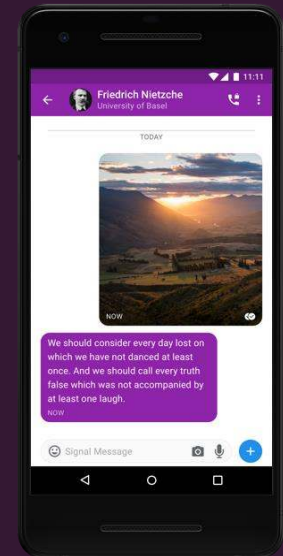 11:11
Friedrich Nietzche
University of Basel
TODAY
NOW
We should consider every day lost on
which we have not danced at least
once. And we should call every truth
false which was not accompanied by
at least one laugh.
NOW
Signal Message